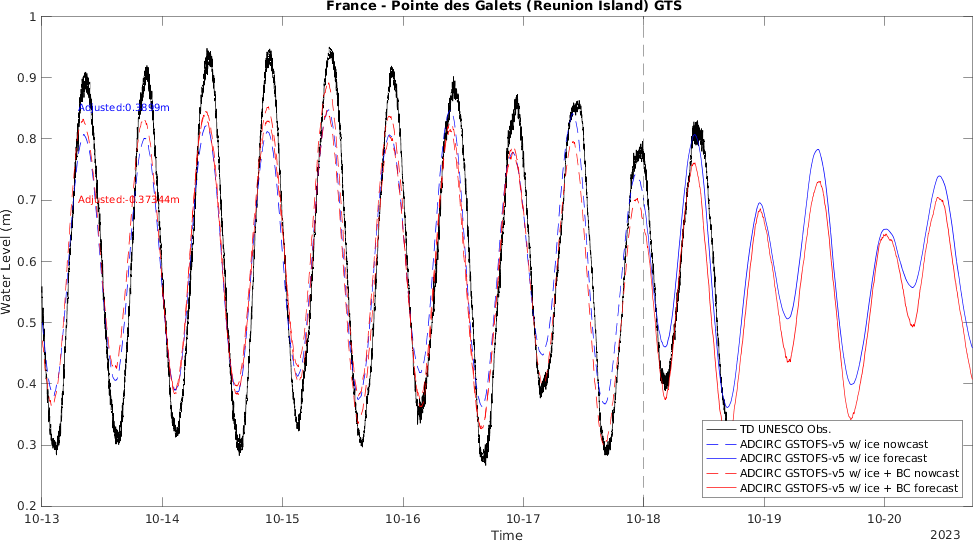 France - Pointe des Galets (Reunion Island) GTS
1
0.9
0.8
0.7
0.6
0.5
0.4
0.3
0.2
Water Level (m)
Adjusted:0.3899m
Adjusted:-0.37344m
TD UNESCO Obs.
ADCIRC GSTOFS-v5 w/ ice nowcast
ADCIRC GSTOFS-v5 w/ ice forecast
ADCIRC GSTOFS-v5 w/ ice + BC nowcast
ADCIRC GSTOFS-v5 w/ ice + BC forecast
10-13 10-14 10-15 10-16 10-17 10-18 10-19 10-20
Time
2023